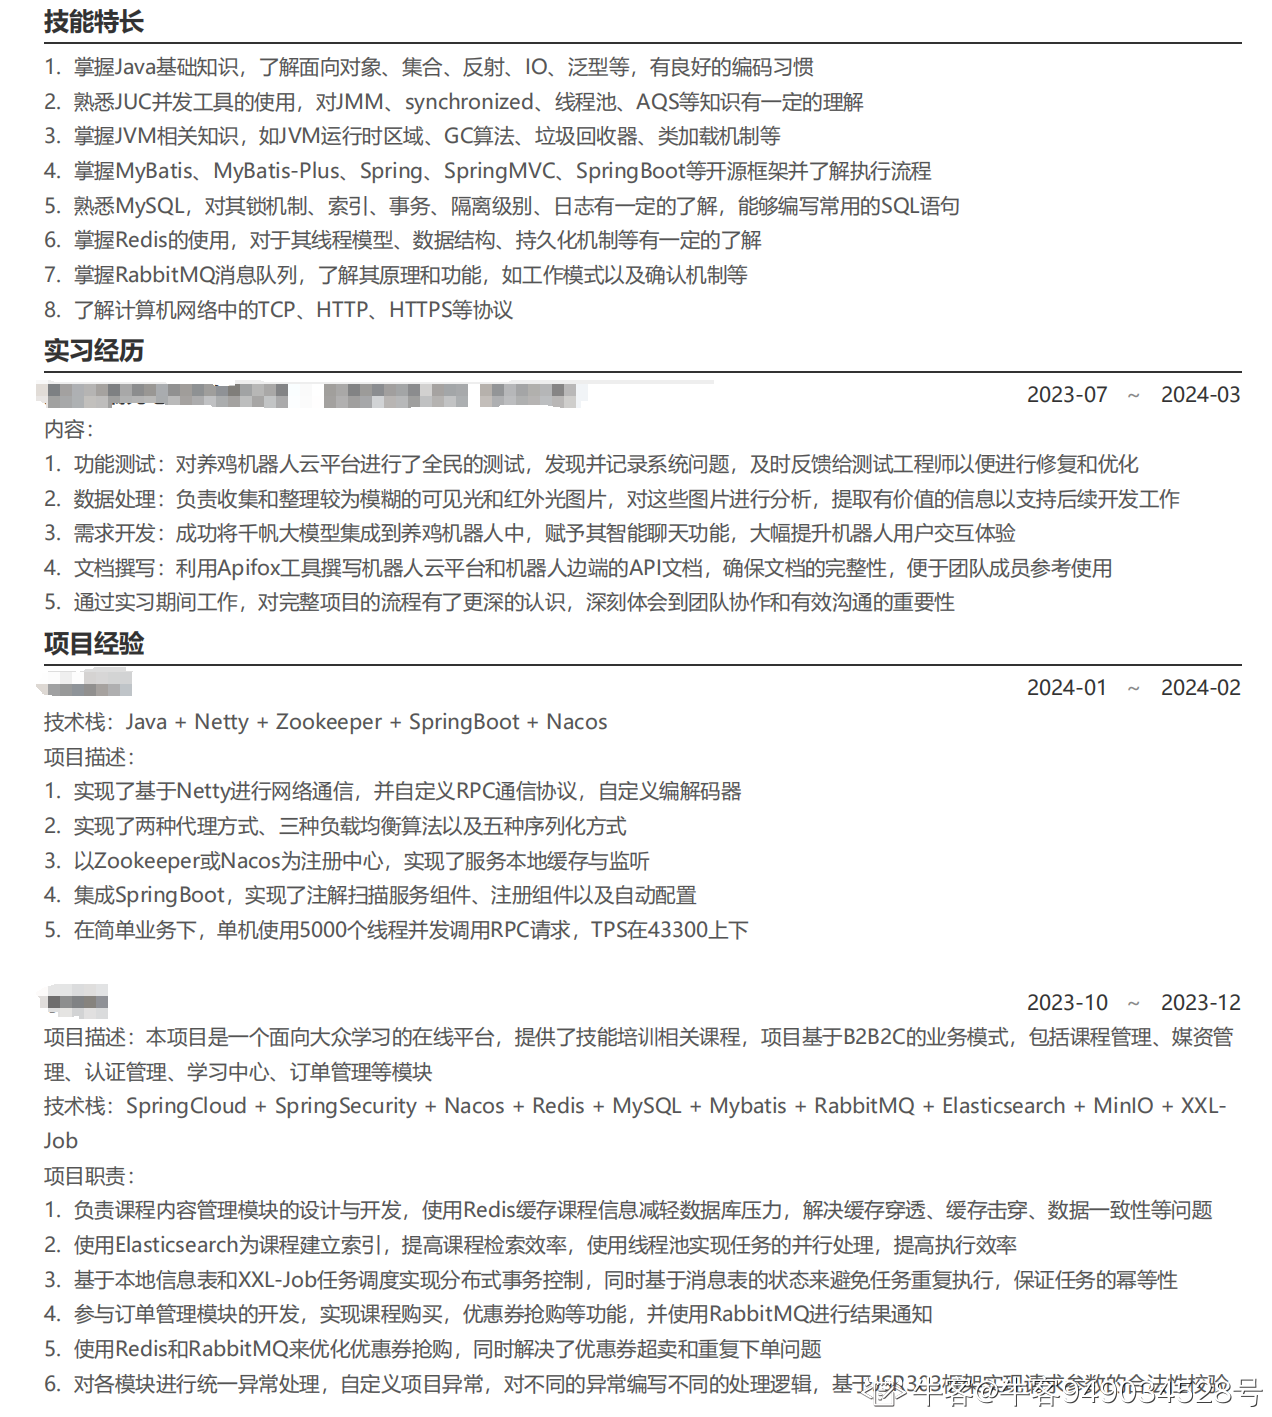 技能特长
1. 掌握Java基础知识，了解面向对象、集合、反射、IO、泛型等，有良好的编码习惯
2. 熟悉JUC并发工具的使用，对JMM、synchronized、线程池、AQS等知识有一定的理解
3. 掌握JVM相关知识，如JVM运行时区域、GC算法、垃圾回收器、类加载机制等
4. 掌握MyBatis、MyBatis-Plus、Spring、SpringMVC、SpringBoot等开源框架并了解执行流程
5. 熟悉MySQL，对其锁机制、索引、事务、隔离级别、日志有一定的了解，能够编写常用的SQL语句
6. 掌握Redis的使用，对于其线程模型、数据结构、持久化机制等有一定的了解
7. 掌握RabbitMQ消息队列，了解其原理和功能，如工作模式以及确认机制等
8. 了解计算机网络中的TCP、HTTP、HTTPS等协议
实习经历
2023-07 ~ 2024-03
内容：
1. 功能测试：对养鸡机器人云平台进行了全民的测试，发现并记录系统问题，及时反馈给测试工程师以便进行修复和优化
2. 数据处理：负责收集和整理较为模糊的可见光和红外光图片，对这些图片进行分析，提取有价值的信息以支持后续开发工作
3. 需求开发：成功将千帆大模型集成到养鸡机器人中，赋予其智能聊天功能，大幅提升机器人用户交互体验
4. 文档撰写：利用Apifox工具撰写机器人云平台和机器人边端的API文档，确保文档的完整性，便于团队成员参考使用
5. 通过实习期间工作，对完整项目的流程有了更深的认识，深刻体会到团队协作和有效沟通的重要性
项目经验
2024-01 ~ 2024-02
技术栈：Java + Netty + Zookeeper + SpringBoot + Nacos
项目描述：
1. 实现了基于Netty进行网络通信，并自定义RPC通信协议，自定义编解码器
2. 实现了两种代理方式、三种负载均衡算法以及五种序列化方式
3. 以Zookeeper或Nacos为注册中心，实现了服务本地缓存与监听
4. 集成SpringBoot，实现了注解扫描服务组件、注册组件以及自动配置
5. 在简单业务下，单机使用5000个线程并发调用RPC请求，TPS在43300上下
2023-10 ~ 2023-12
项目描述：本项目是一个面向大众学习的在线平台，提供了技能培训相关课程，项目基于B2B2C的业务模式，包括课程管理、媒资管
理、认证管理、学习中心、订单管理等模块
技术栈：SpringCloud + SpringSecurity + Nacos + Redis + MySQL + Mybatis + RabbitMQ + Elasticsearch + MinIO + XXL-
Job
项目职责：
1. 负责课程内容管理模块的设计与开发，使用Redis缓存课程信息减轻数据库压力，解决缓存穿透、缓存击穿、数据一致性等问题
2. 使用Elasticsearch为课程建立索引，提高课程检索效率，使用线程池实现任务的并行处理，提高执行效率
3. 基于本地信息表和XXL-Job任务调度实现分布式事务控制，同时基于消息表的状态来避免任务重复执行，保证任务的幂等性
4. 参与订单管理模块的开发，实现课程购买，优惠券抢购等功能，并使用RabbitMQ进行结果通知
5. 使用Redis和RabbitMQ来优化优惠券抢购，同时解决了优惠券超卖和重复下单问题
6. 对各模块进行统一异常处理，自定义项目异常，对不同的异常编写不同的处理逻辑，基于JSR303框架实现请求参数的合法性校验
牛客@牛客949034528号